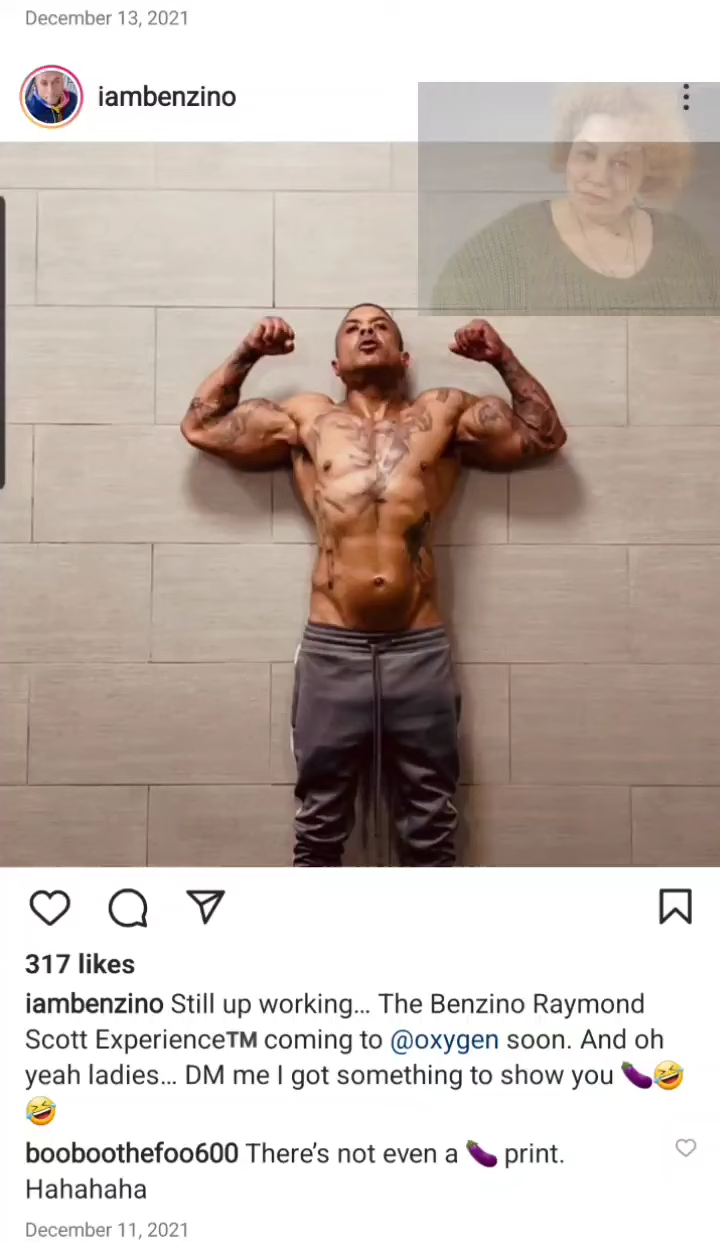 December 13, 2021
iambenzino
317 likes
iambenzino Still up working... The Benzino Raymond
Scott Experience™ coming to @oxygen soon. And oh
yeah ladies... DM me I got something to show you 🍆🤣
🤣
booboothefoo600 There's not even a 🍆 print.
Hahahaha
December 11, 2021